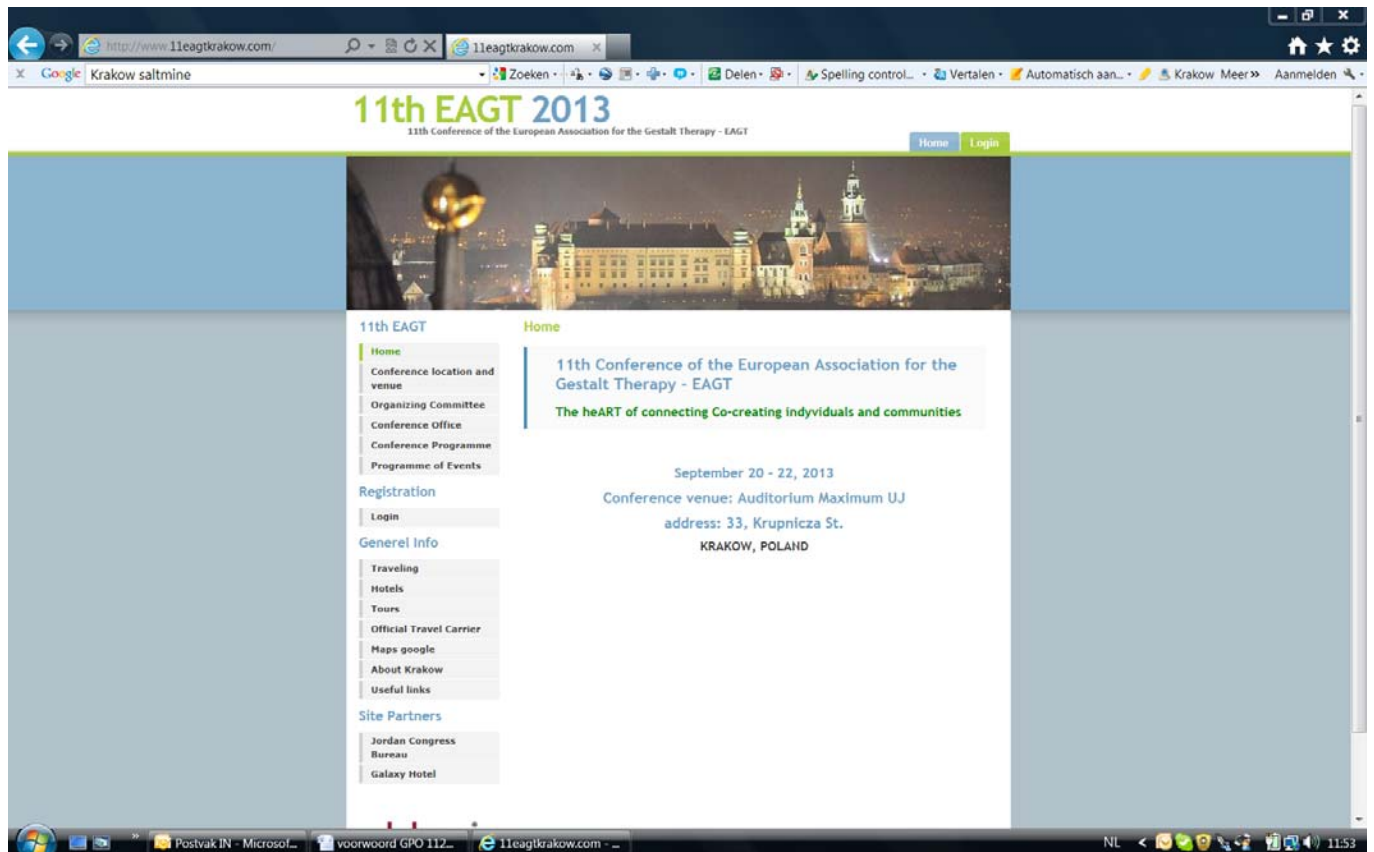 http://www.11eagtkrakow.com/
11eagtkrakow.com
X Google Krakow saltmine Zoeken Delen Spelling control... Vertalen Automatisch aan... Krakow Meer» Aanmelden
11th EAGT 2013
11th Conference of the European Association for the Gestalt Therapy - EAGT
Home Login
11th EAGT
Home
Conference location and
venue
Organizing Committee
Conference Office
Conference Programme
Programme of Events
Registration
Login
Generel Info
Traveling
Hotels
Tours
Official Travel Carrier
Maps google
About Krakow
Useful links
Site Partners
Jordan Congress
Bureau
Galaxy Hotel
Home
11th Conference of the European Association for the
Gestalt Therapy - EAGT
The heART of connecting Co-creating indyviduals and communities
September 20 - 22, 2013
Conference venue: Auditorium Maximum UJ
address: 33, Krupnicza St.
KRAKOW, POLAND
Postvak IN - Microsof... voorwoord GPO 112... 11eagtkrakow.com - ... NL 11:53